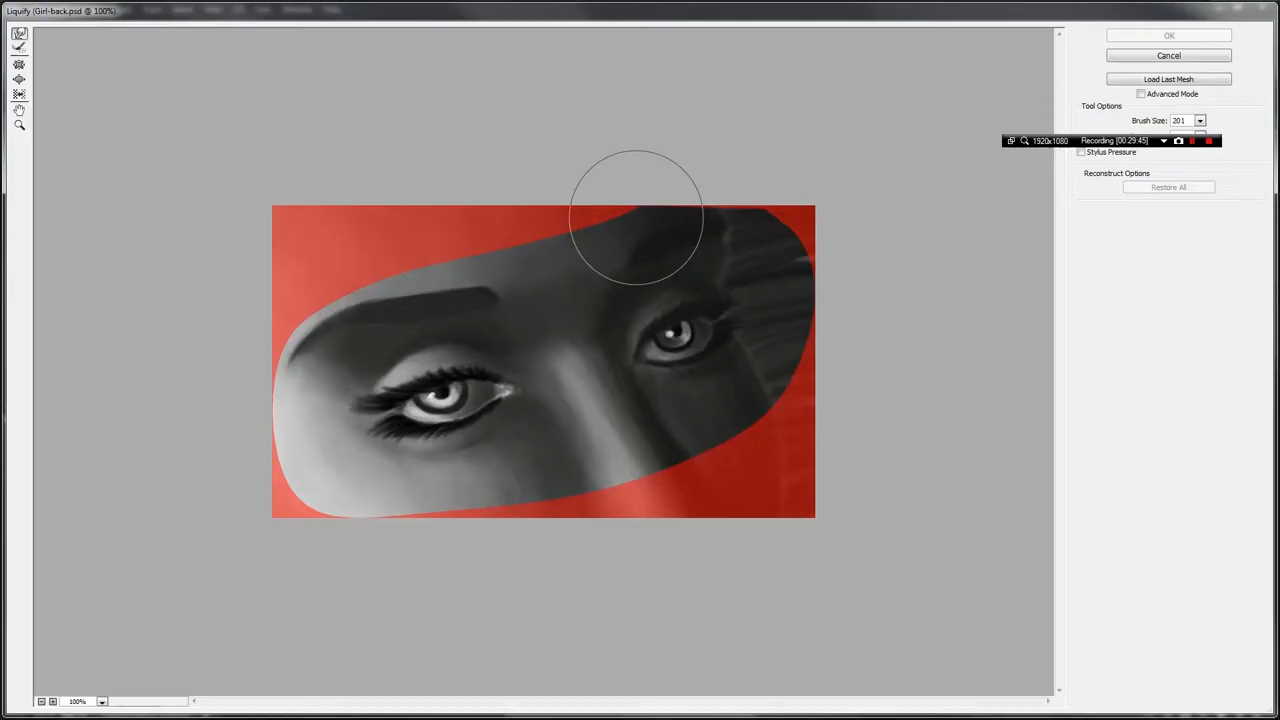 Liquify (Girl-back.psd @ 100%)
OK
Cancel
Load Last Mesh
Advanced Mode
Tool Options
Brush Size: 201
1920x1080 Recording [00:29:45]
Stylus Pressure
Reconstruct Options
Restore All
100%